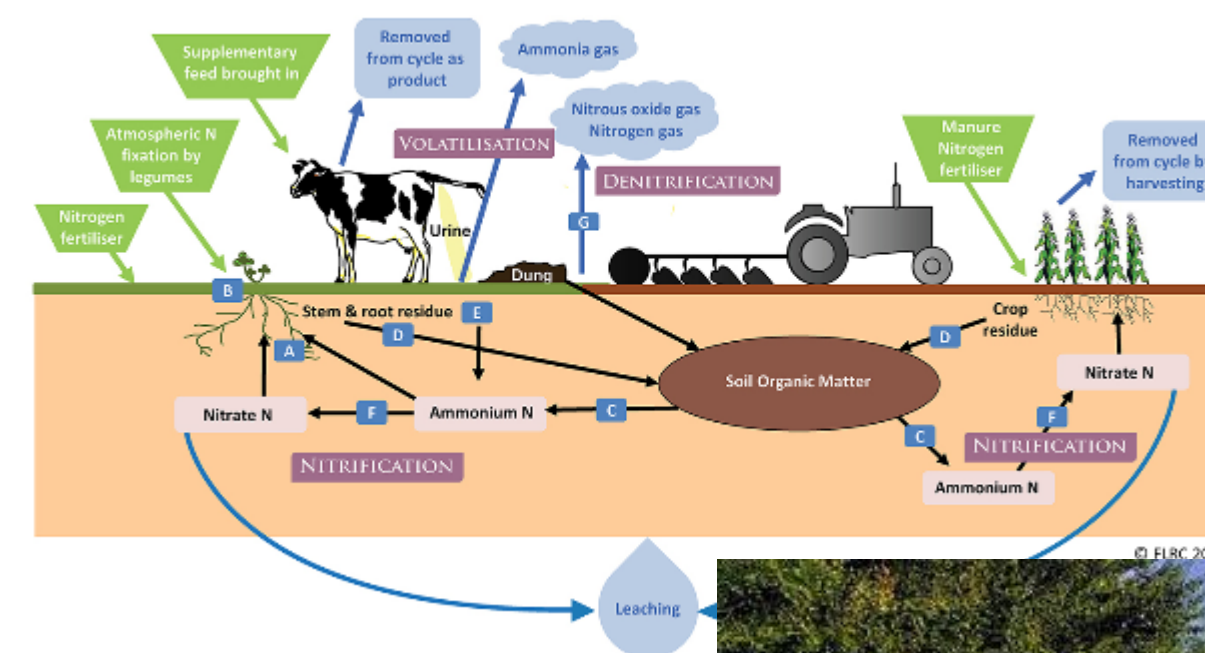 Supplementary
feed brought in
Removed
from cycle as
product
Ammonia gas
Nitrous oxide gas
Nitrogen gas
Atmospheric N
fixation by
legumes
VOLATILISATION
DENITRIFICATION
Manure
Nitrogen
fertiliser
Removed
from cycle b
harvesting
Nitrogen
fertiliser
Urine
G
Dung
B
Stem & root residue
E
D
A
Crop
residue
D
Soil Organic Matter
Nitrate N
Nitrate N
F
Ammonium N
C
F
C
NITRIFICATION
NITRIFICATION
Ammonium N
© FLRC 20
Leaching